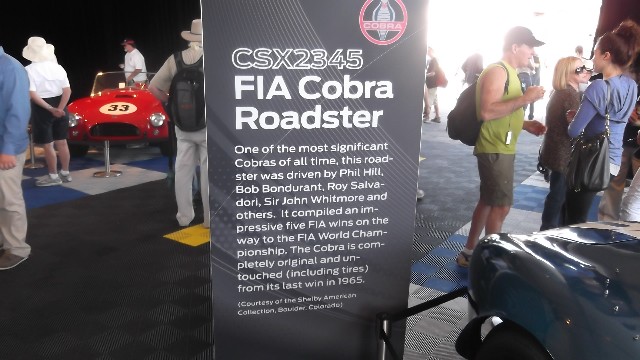 COBRA
CSX2345
FIA Cobra
Roadster
One of the most significant
Cobras of all time, this road-
ster was driven by Phil Hill,
Bob Bondurant, Roy Salva-
dori, Sir John Whitmore and
others. It compiled an im-
pressive five FIA wins on the
way to the FIA World Cham-
pionship. The Cobra is com-
pletely original and un-
touched (including tires)
from its last win in 1965.
(Courtesy of the Shelby American
Collection, Boulder, Colorado)
33